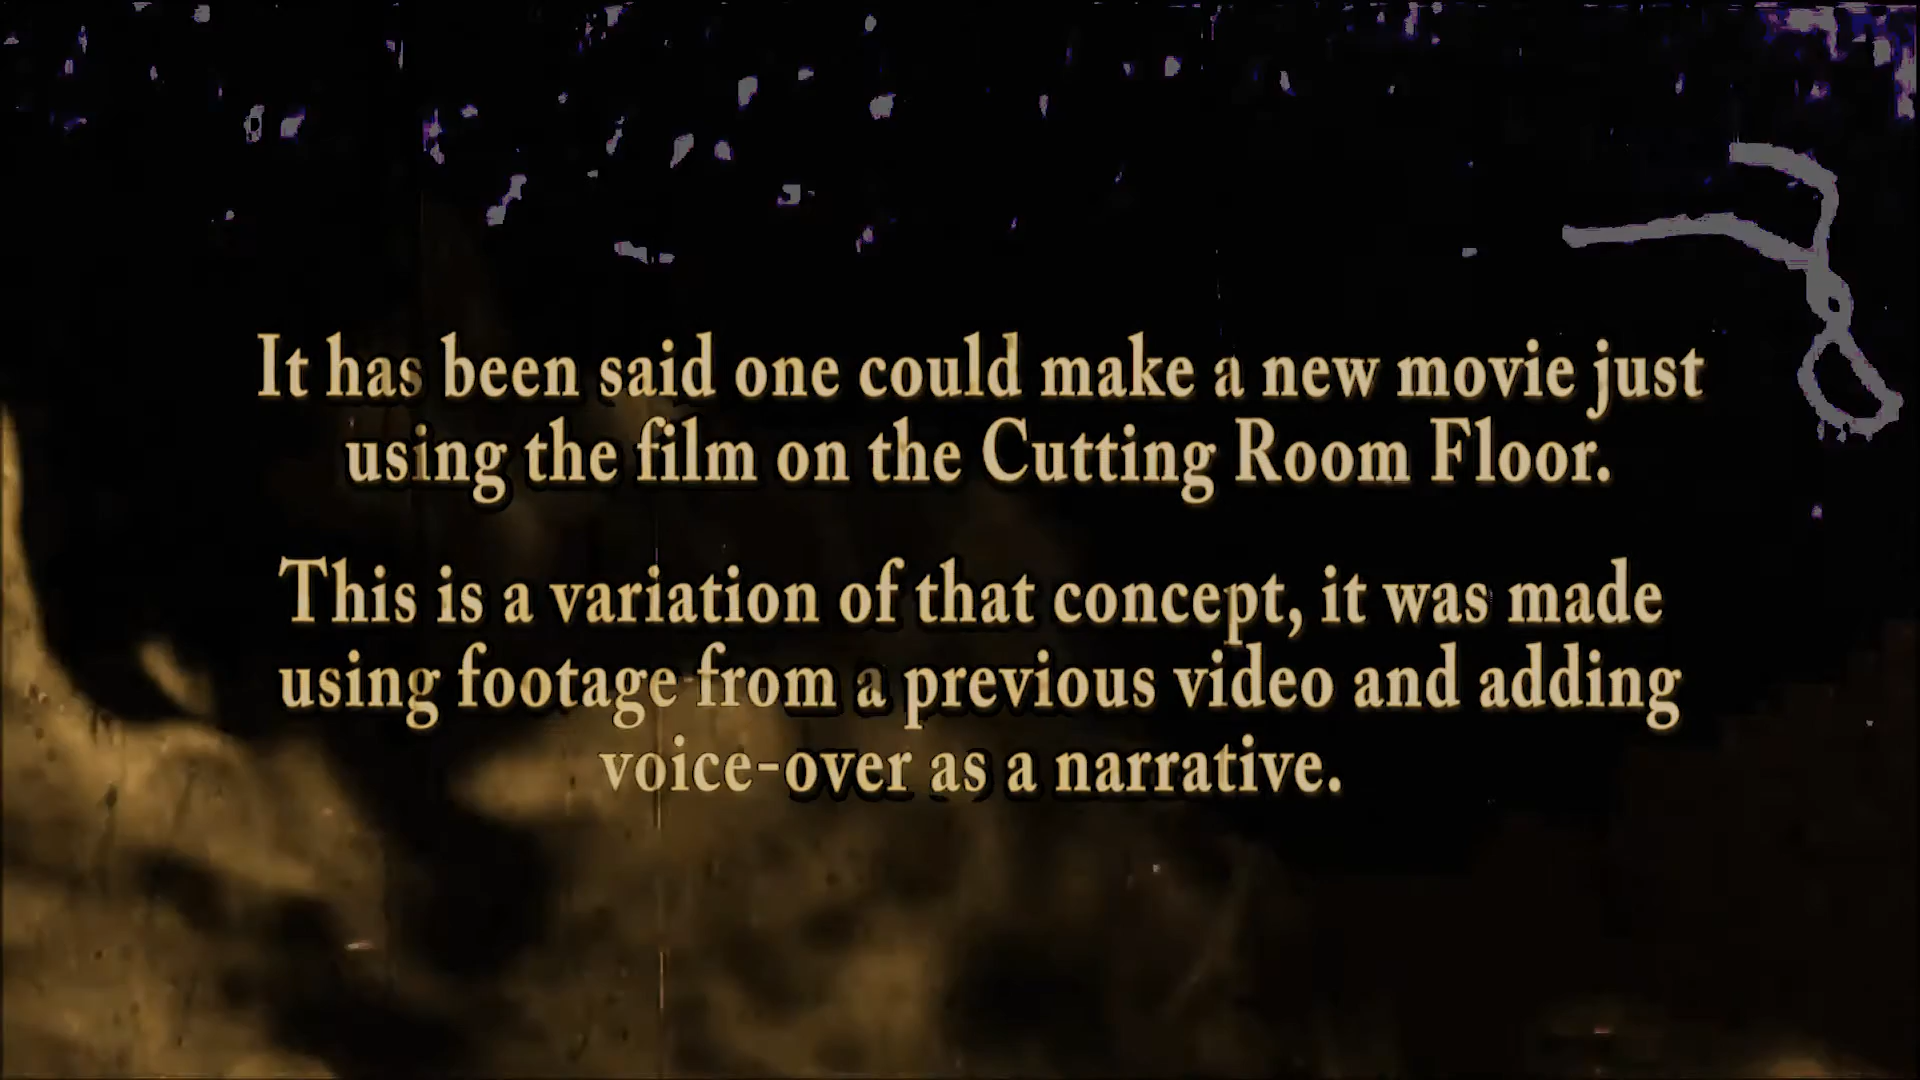 It has been said one could make a new movie just
using the film on the Cutting Room Floor.
This is a variation of that concept, it was made
using footage from a previous video and adding
voice-over as a narrative.